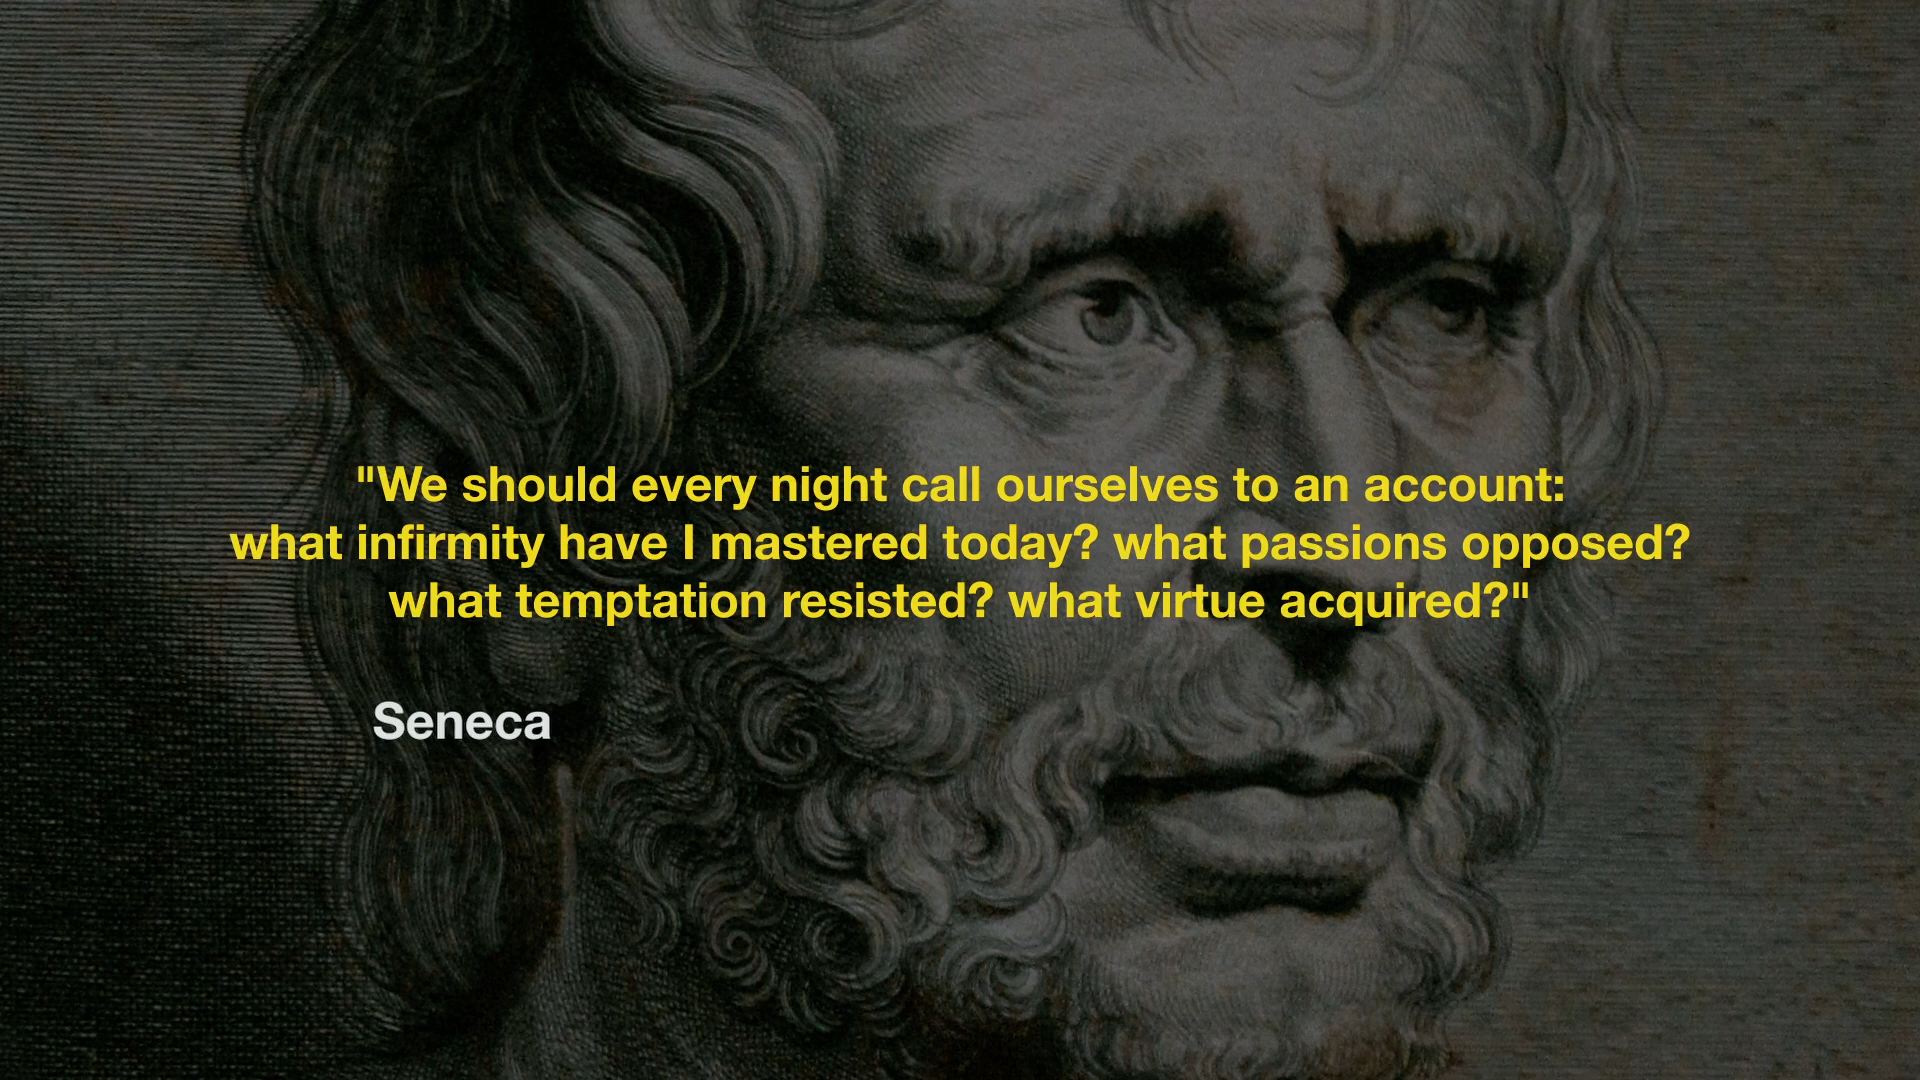 "We should every night call ourselves to an account:
what infirmity have I mastered today? what passions opposed?
what temptation resisted? what virtue acquired?"
Seneca